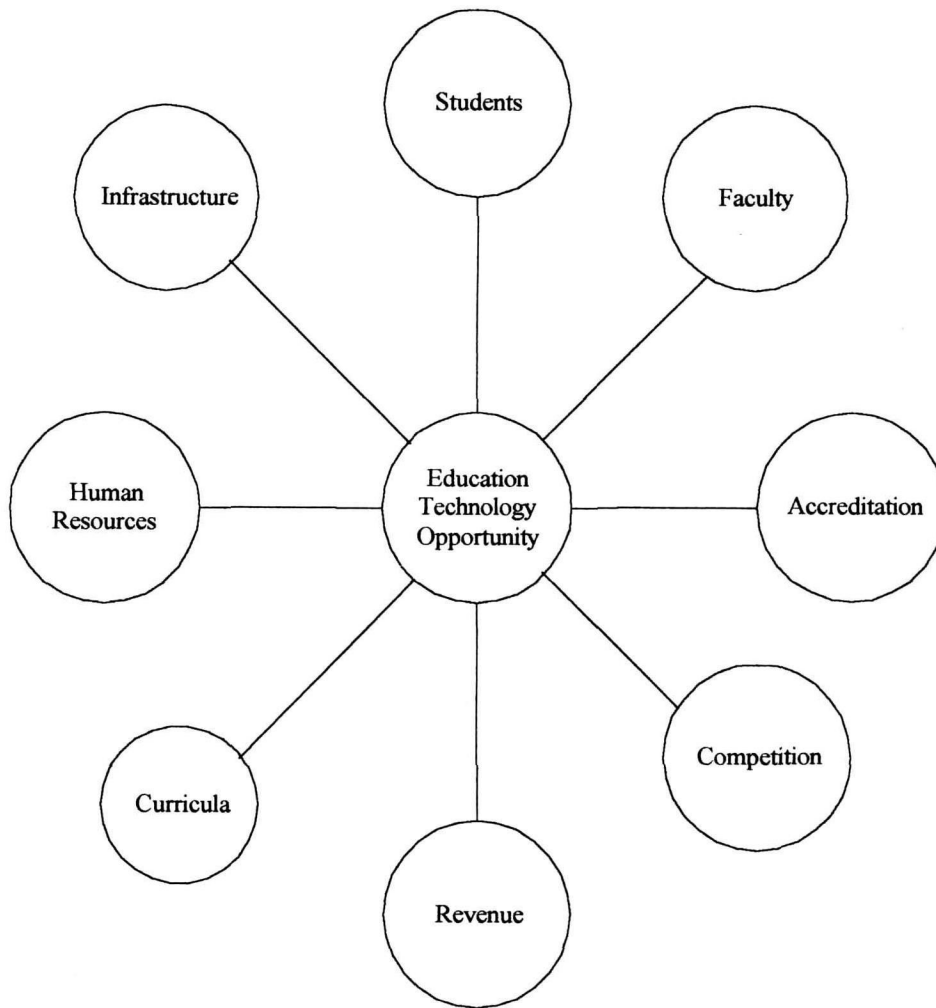 Students
Infrastructure
Faculty
Human
Resources
Education
Technology
Opportunity
Accreditation
Competition
Curricula
Revenue